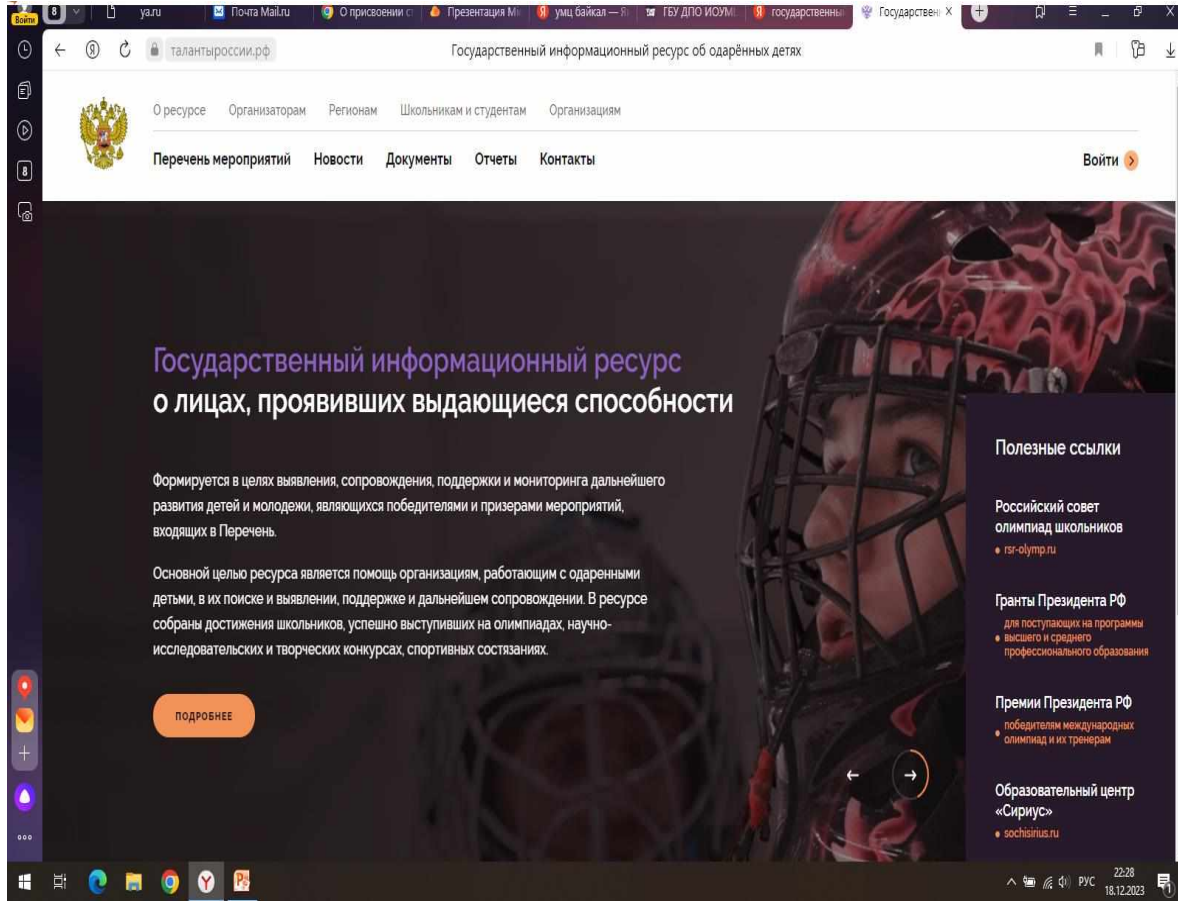 Войти
8
ya.ru
Почта Mail.ru
О присвоении
Презентация
умц байкал — Я
ГБУ ДПО ИОУМ
государственны
Государствен
талантыроссии.рф
Государственный информационный ресурс об одарённых детях
О ресурсе Организаторам Регионам Школьникам и студентам Организациям
Перечень мероприятий Новости Документы Отчеты Контакты
Войти
8
Государственный информационный ресурс
о лицах, проявивших выдающиеся способности
Формируется в целях выявления, сопровождения, поддержки и мониторинга дальнейшего
развития детей и молодежи, являющихся победителями и призерами мероприятий,
входящих в Перечень.
Основной целью ресурса является помощь организациям, работающим с одаренными
детьми, в их поиске и выявлении, поддержке и дальнейшем сопровождении. В ресурсе
собраны достижения школьников, успешно выступивших на олимпиадах, научно-
исследовательских и творческих конкурсах, спортивных состязаниях.
ПОДРОБНЕЕ
Полезные ссылки
Российский совет
олимпиад школьников
rsr-olymp.ru
Гранты Президента РФ
для поступающих на программы
высшего и среднего
профессионального образования
Премии Президента РФ
победителям международных
олимпиад и их тренерам
Образовательный центр
«Сириус»
sochisirius.ru
РУС
22:28
18.12.2023
1